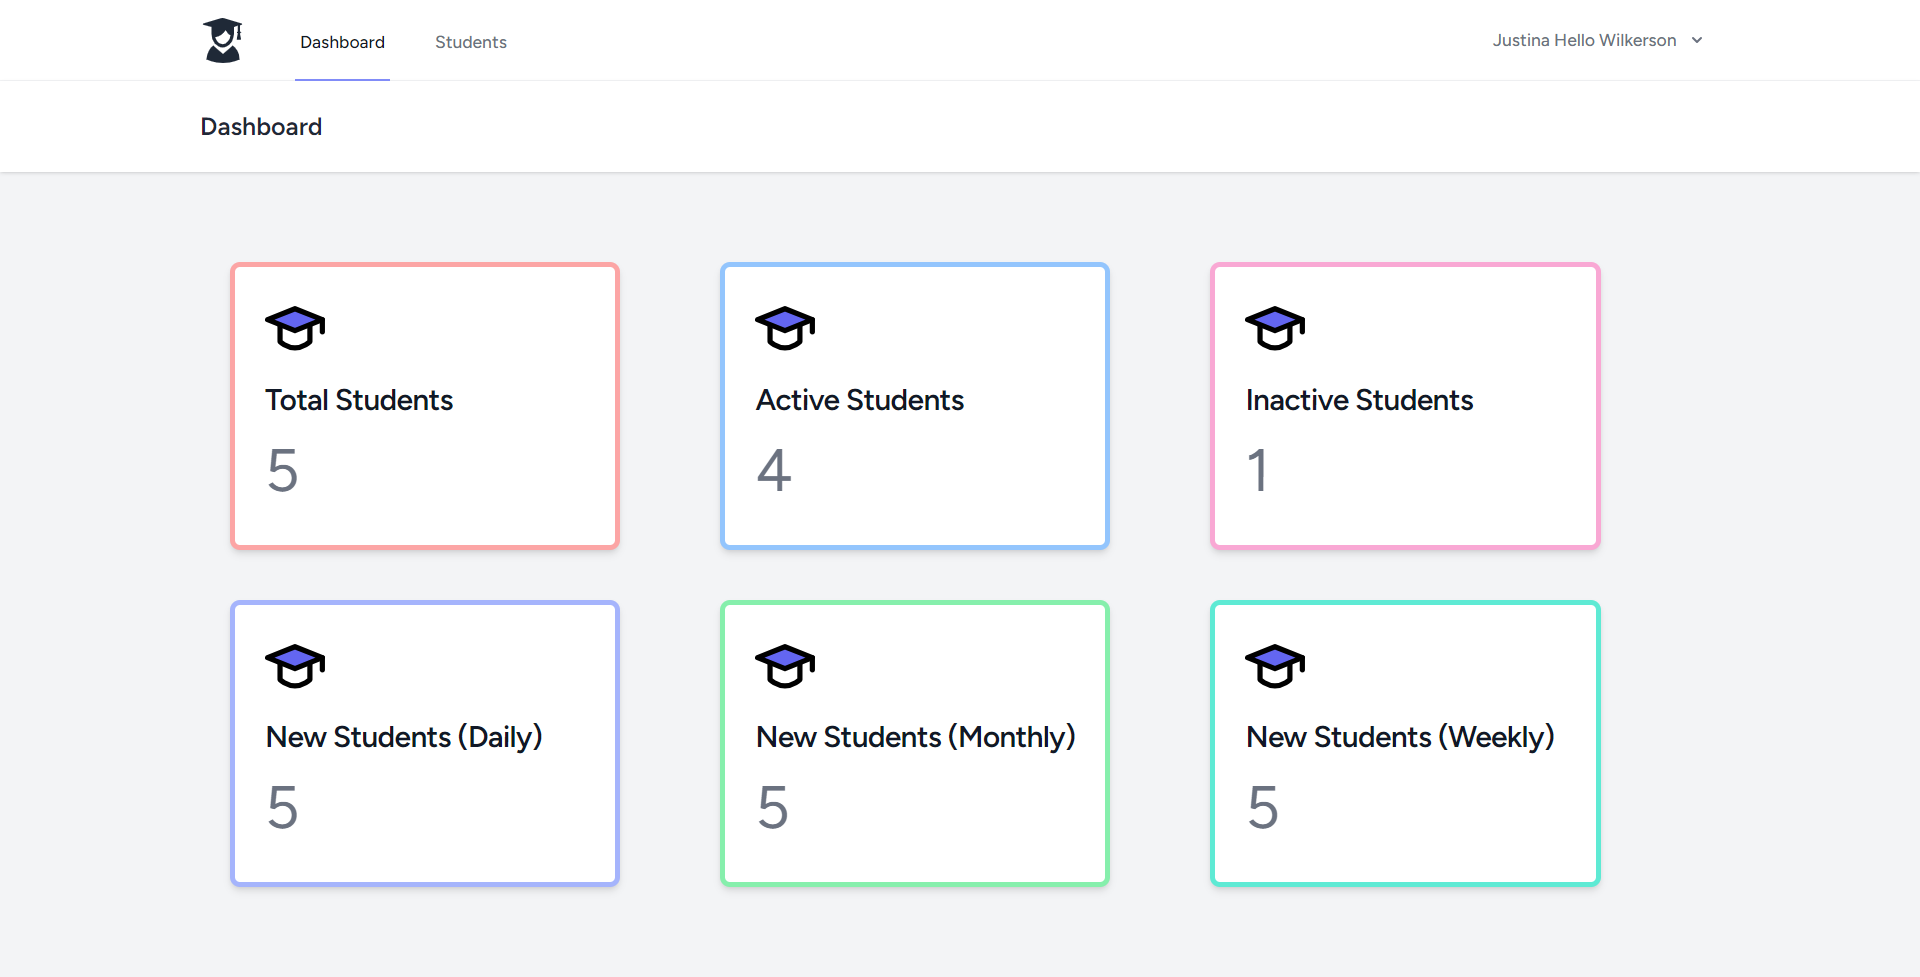 Dashboard
Students
Justina Hello Wilkerson
Dashboard
Total Students
5
Active Students
4
Inactive Students
1
New Students (Daily)
5
New Students (Monthly)
5
New Students (Weekly)
5